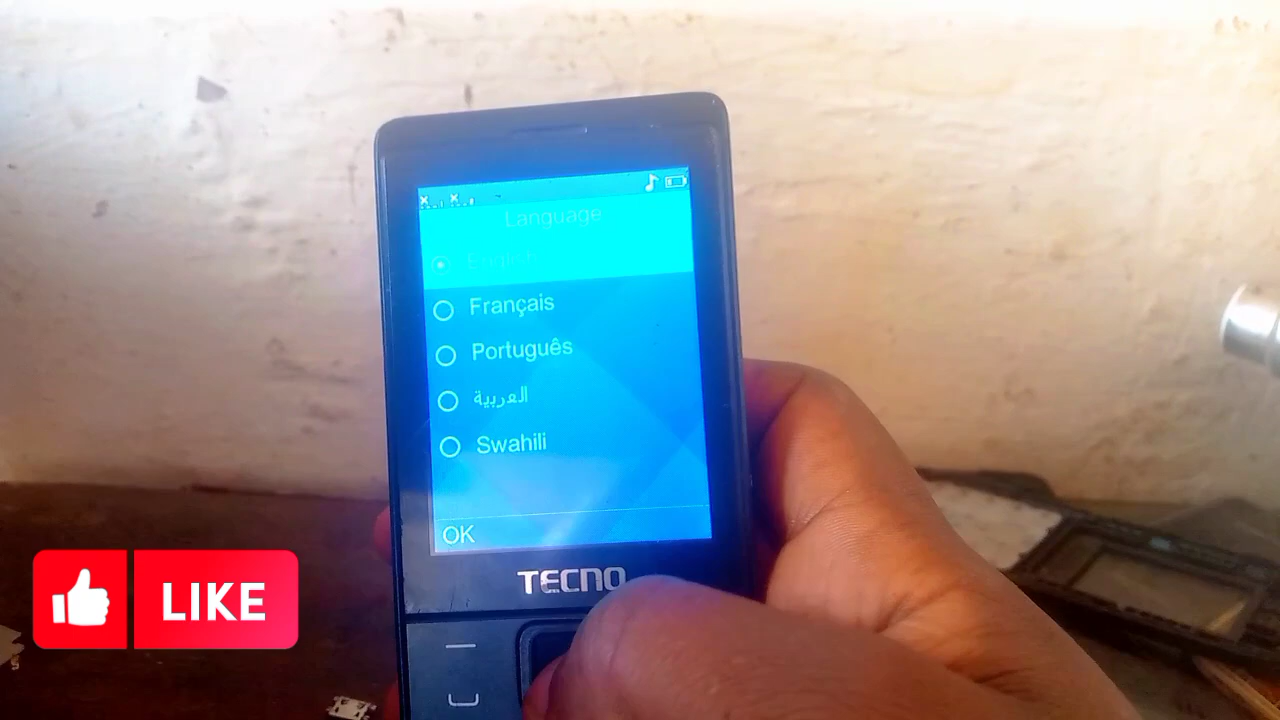 Language
English
Français
Português
العربية
Swahili
OK
TECNO
LIKE